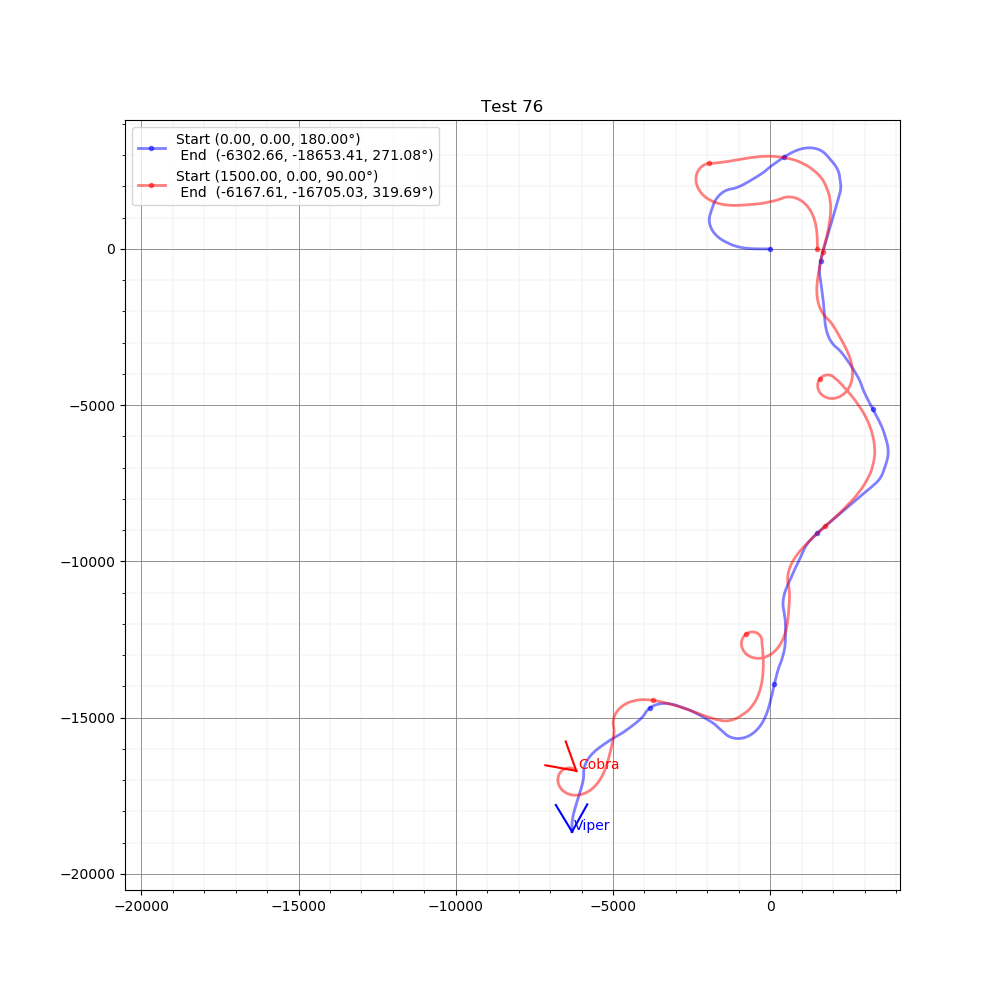 Test 76
Start (0.00, 0.00, 180.00°)
End  (-6302.66, -18653.41, 271.08°)
Start (1500.00, 0.00, 90.00°)
End  (-6167.61, -16705.03, 319.69°)
0
−5000
−10000
−15000
−20000
Cobra
Viper
−20000
−15000
−10000
−5000
0